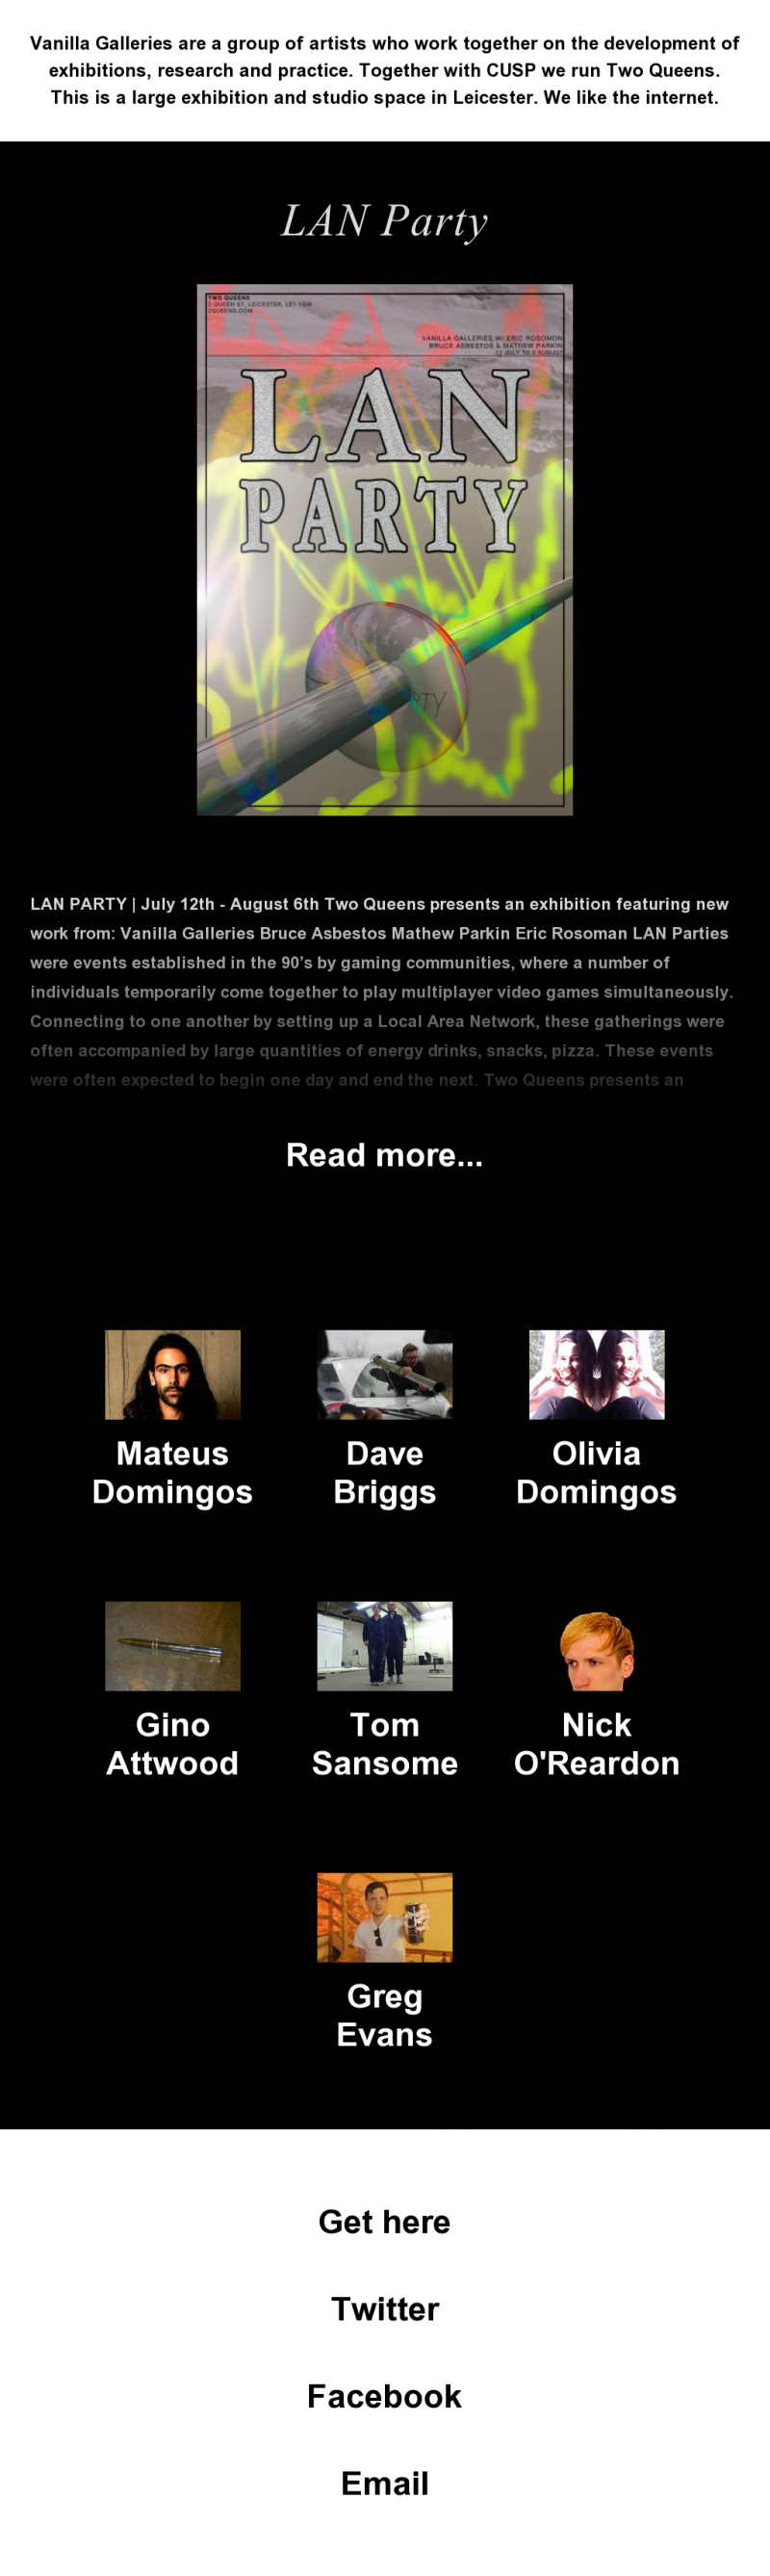 Vanilla Galleries are a group of artists who work together on the development of
exhibitions, research and practice. Together with CUSP we run Two Queens.
This is a large exhibition and studio space in Leicester. We like the internet.
LAN Party
TWO QUEENS
2 QUEEN ST, LEICESTER, LE1 1QW
2QUEENS.COM
VANILLA GALLERIES W/ ERIC ROSOMON
BRUCE ASBESTOS & MATHEW PARKIN
12 JULY TO 3 AUGUST
LAN
PARTY
LAN PARTY | July 12th - August 6th Two Queens presents an exhibition featuring new
work from: Vanilla Galleries Bruce Asbestos Mathew Parkin Eric Rosoman LAN Parties
were events established in the 90’s by gaming communities, where a number of
individuals temporarily come together to play multiplayer video games simultaneously.
Connecting to one another by setting up a Local Area Network, these gatherings were
often accompanied by large quantities of energy drinks, snacks, pizza. These events
were often expected to begin one day and end the next. Two Queens presents an
Read more...
Mateus
Domingos
Dave
Briggs
Olivia
Domingos
Gino
Attwood
Tom
Sansome
Nick
O'Reardon
Greg
Evans
Get here
Twitter
Facebook
Email